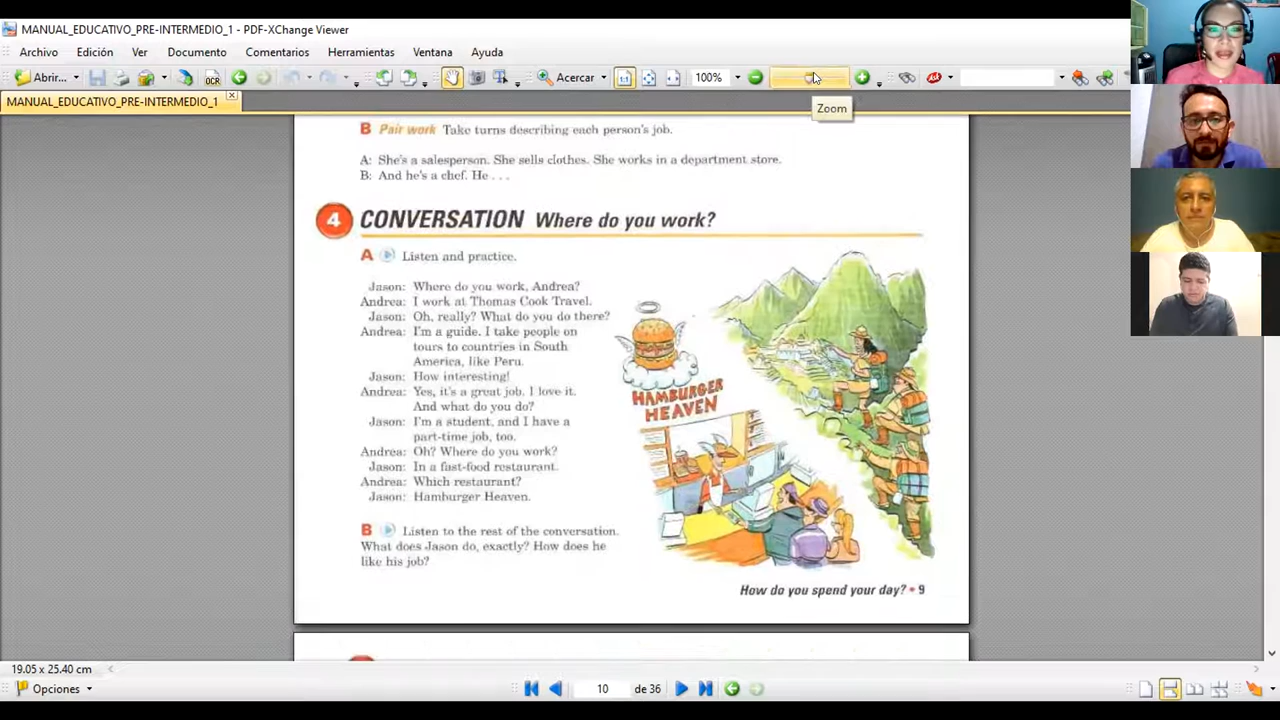 MANUAL_EDUCATIVO_PRE-INTERMEDIO_1 - PDF-XChange Viewer
Archivo Edición Ver Documento Comentarios Herramientas Ventana Ayuda
Abrir... OCR Acercar 100%
MANUAL_EDUCATIVO_PRE-INTERMEDIO_1
Zoom
B Pair work Take turns describing each person's job.
A: She's a salesperson. She sells clothes. She works in a department store.
B: And he's a chef. He . . .
4 CONVERSATION Where do you work?
A Listen and practice.
Jason: Where do you work, Andrea?
Andrea: I work at Thomas Cook Travel.
Jason: Oh, really? What do you do there?
Andrea: I'm a guide. I take people on
tours to countries in South
America, like Peru.
Jason: How interesting!
Andrea: Yes, it's a great job. I love it.
And what do you do?
Jason: I'm a student, and I have a
part-time job, too.
Andrea: Oh? Where do you work?
Jason: In a fast-food restaurant.
Andrea: Which restaurant?
Jason: Hamburger Heaven.
HAMBURGER
HEAVEN
B Listen to the rest of the conversation.
What does Jason do, exactly? How does he
like his job?
How do you spend your day? • 9
19.05 x 25.40 cm
Opciones 10 de 36